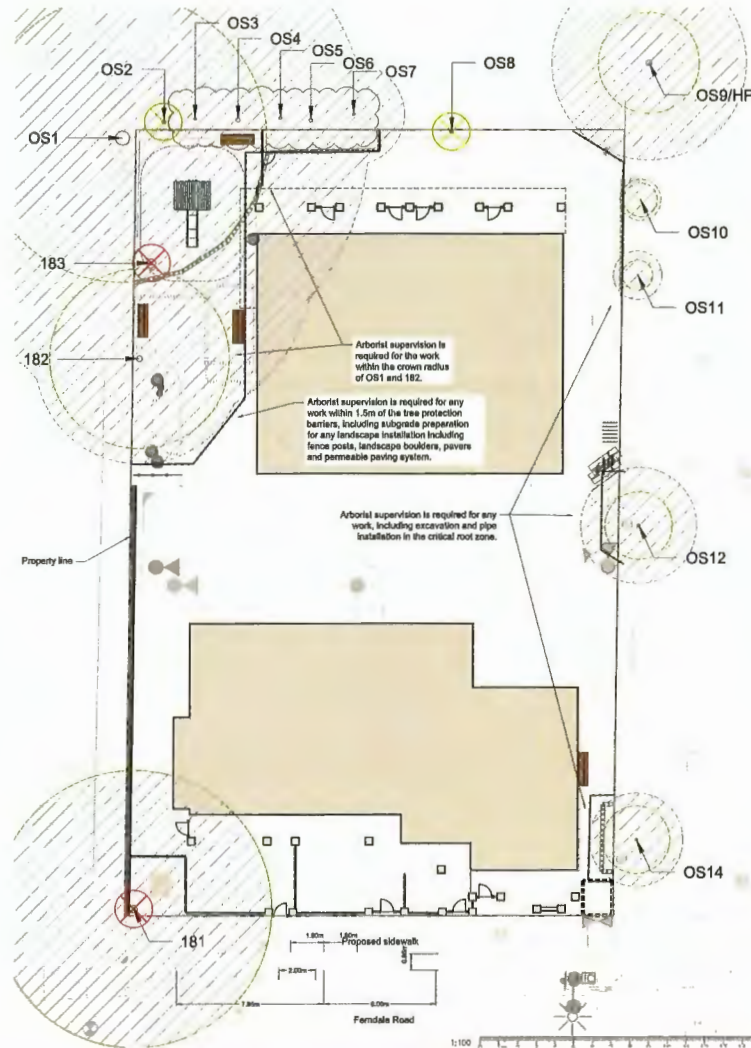 OS3
OS4
OS5
OS6
OS7
OS2
OS8
OS9/HP
OS1
OS10
183
OS11
182
Arborist supervision is
required for the work
within the crown radius
of OS1 and 182.
Arborist supervision is required for any
work within 1.5m of the tree protection
barriers, including subgrade preparation
for any landscape installation including
fence posts, landscape boulders, pavers
and permeable paving system.
Arborist supervision is required for any
work, including excavation and pipe
installation in the critical root zone.
OS12
Property line
OS14
181
Proposed sidewalk
2.00m
Ferndale Road
1:100